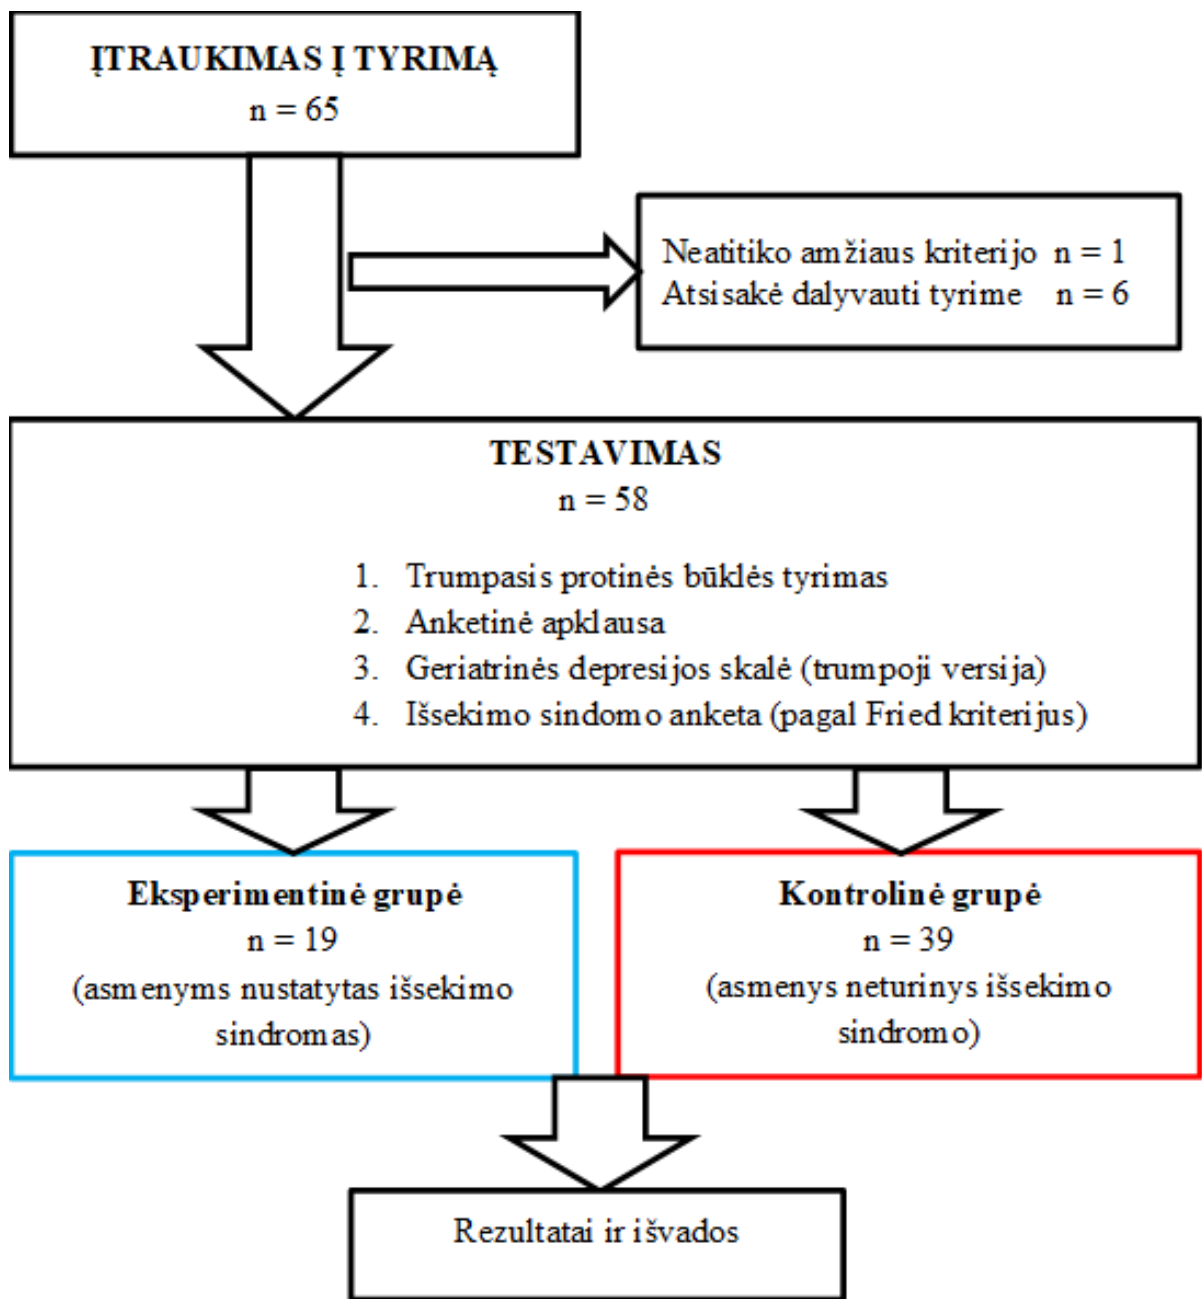 ĮTRAUKIMAS Į TYRIMĄ
n = 65
Neatitiko amžiaus kriterijo n = 1
Atsisakė dalyvauti tyrime n = 6
TESTAVIMAS
n = 58
1. Trumpasis protinės būklės tyrimas
2. Anketinė apklausa
3. Geriatrinės depresijos skalė (trumpoji versija)
4. Išsekimo sindomo anketa (pagal Fried kriterijus)
Eksperimentinė grupė
n = 19
(asmenyms nustatytas išsekimo
sindromas)
Kontrolinė grupė
n = 39
(asmenys neturinys išsekimo
sindromo)
Rezultatai ir išvados